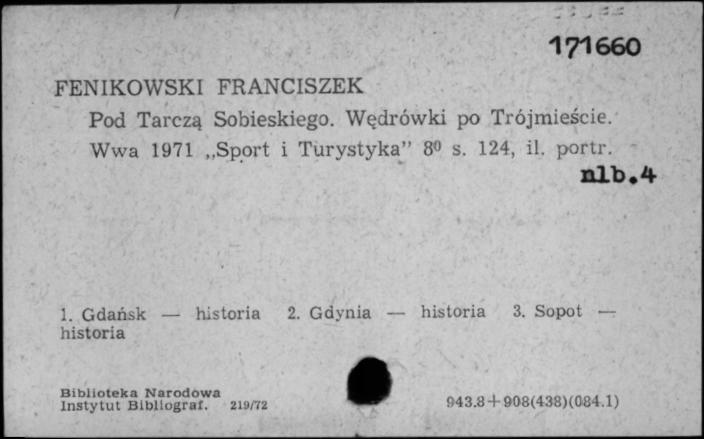 171660
FENIKOWSKI FRANCISZEK
Pod Tarczą Sobieskiego. Wędrówki po Trójmieście.
Wwa 1971 „Sport i Turystyka” 8⁰ s. 124, il. portr.
nlb.4
1. Gdańsk — historia 2. Gdynia — historia 3. Sopot —
historia
Biblioteka Narodowa
Instytut Bibliograf. 219/72
943.8+908(438)(084.1)